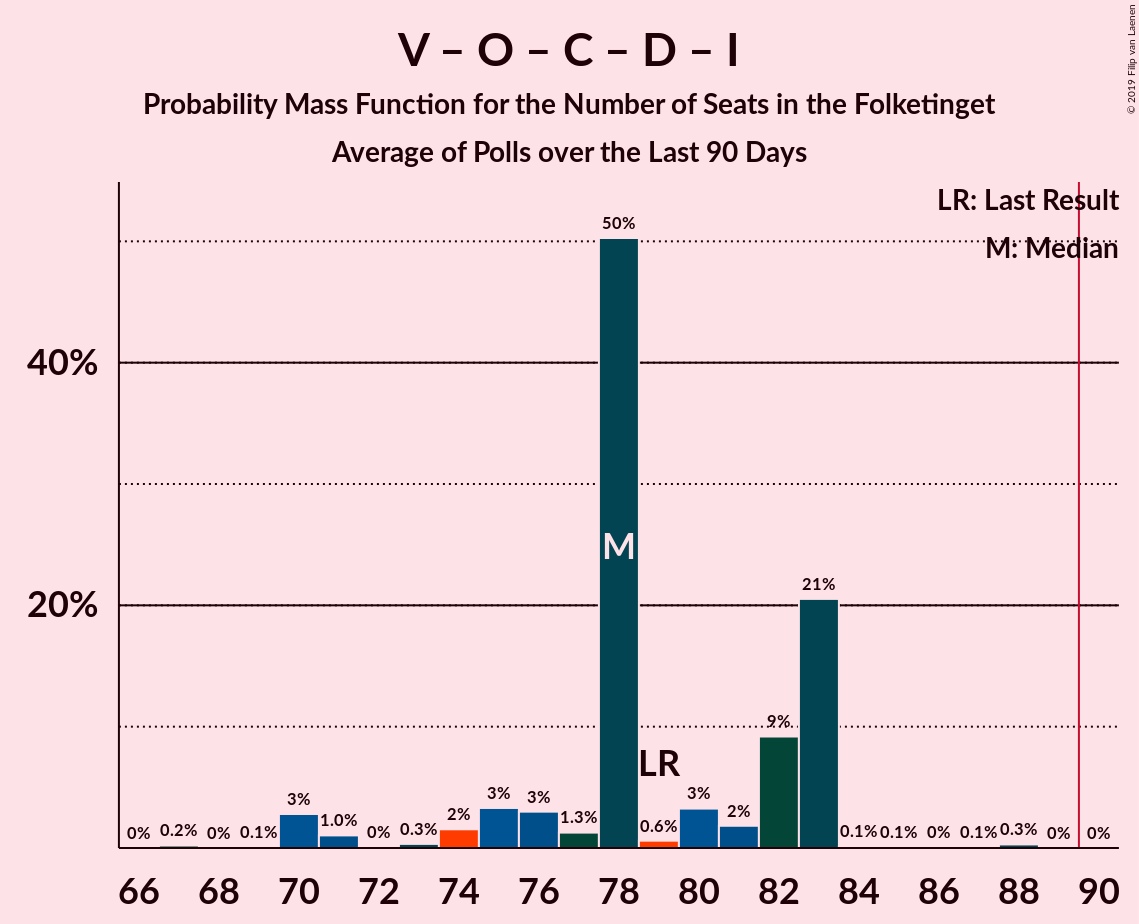 V – O – C – D – I
Probability Mass Function for the Number of Seats in the Folketinget
Average of Polls over the Last 90 Days
© 2019 Filip van Laenen
LR: Last Result
M: Median
50%
40%
M
21%
20%
9%
LR
0% 0.2% 0% 0.1% 3% 1.0% 0% 0.3% 2% 3% 3% 1.3% 0.6% 3% 2% 0.1% 0.1% 0% 0.1% 0.3% 0% 0%
66 68 70 72 74 76 78 80 82 84 86 88 90